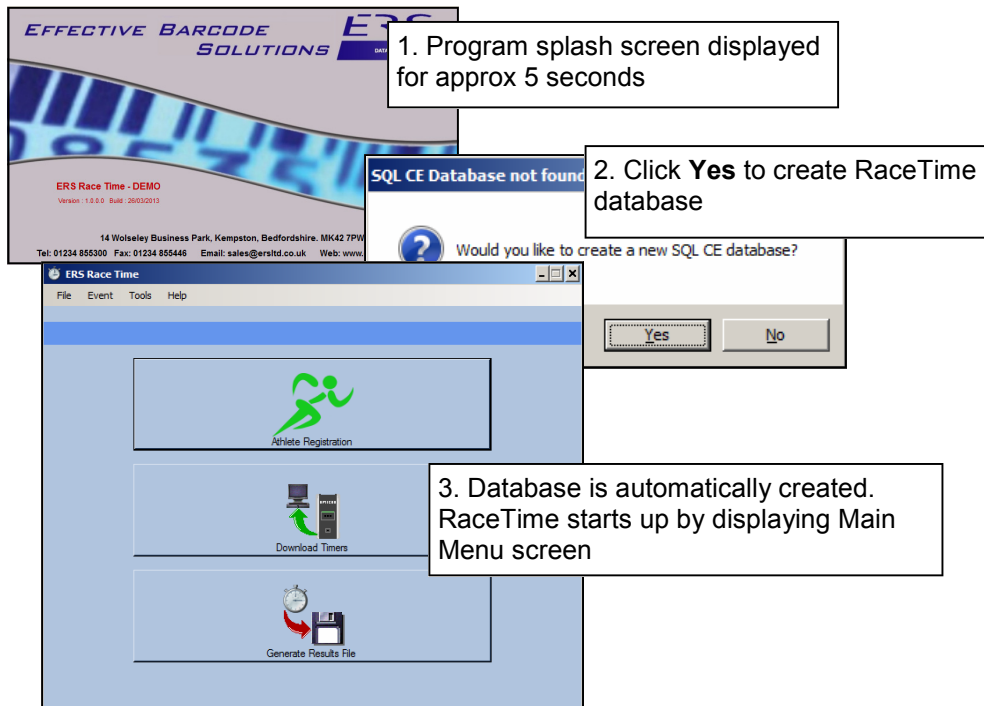 EFFECTIVE BARCODE
SOLUTIONS
ERS
1. Program splash screen displayed
for approx 5 seconds
ERS Race Time - DEMO
Version : 1.0.0.0 Build : 26/03/2013
14 Wolseley Business Park, Kempston, Bedfordshire. MK42 7PW
Tel: 01234 855300 Fax: 01234 855446 Email: sales@ersltd.co.uk Web: www.
SQL CE Database not found
2. Click Yes to create RaceTime
database
Would you like to create a new SQL CE database?
Yes No
ERS Race Time
File Event Tools Help
Athlete Registration
Download Timers
3. Database is automatically created.
RaceTime starts up by displaying Main
Menu screen
Generate Results File